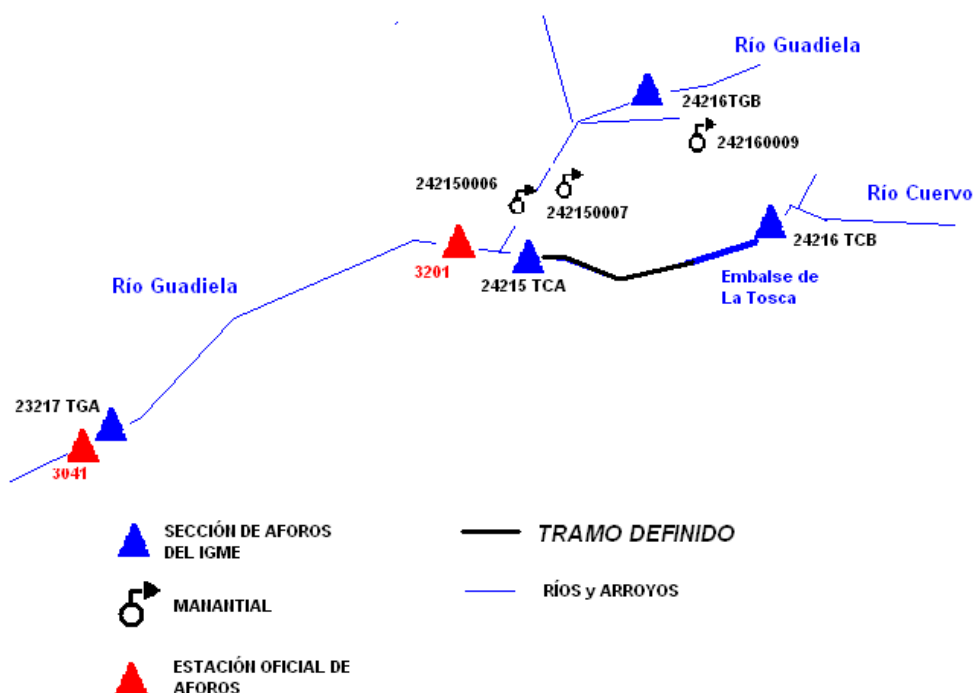 Río Guadiela
24216TGB
242160009
242150006
242150007
Río Cuervo
24216 TCB
3201
24215 TCA
Embalse de
La Tosca
Río Guadiela
23217 TGA
3041
SECCIÓN DE AFOROS
DEL IGME
TRAMO DEFINIDO
MANANTIAL
RÍOS y ARROYOS
ESTACIÓN OFICIAL DE
AFOROS